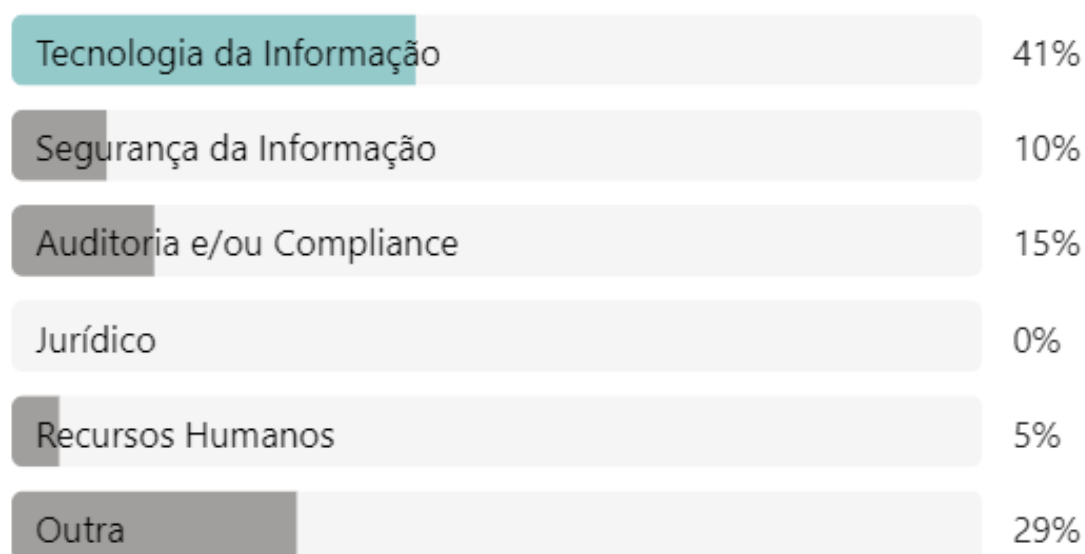 Tecnologia da Informação 41%
Segurança da Informação 10%
Auditoria e/ou Compliance 15%
Jurídico 0%
Recursos Humanos 5%
Outra 29%